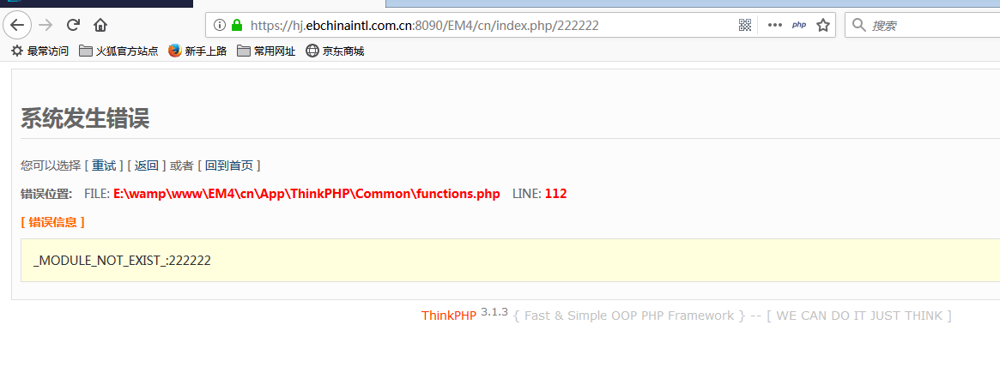 https://hj.ebchinaintl.com.cn:8090/EM4/cn/index.php/222222 php 搜索
最常访问 火狐官方站点 新手上路 常用网址 京东商城
系统发生错误
您可以选择 [ 重试 ] [ 返回 ] 或者 [ 回到首页 ]
错误位置: FILE: E:\wamp\www\EM4\cn\App\ThinkPHP\Common\functions.php LINE: 112
[ 错误信息 ]
_MODULE_NOT_EXIST_:222222
ThinkPHP 3.1.3 { Fast & Simple OOP PHP Framework } -- [ WE CAN DO IT JUST THINK ]